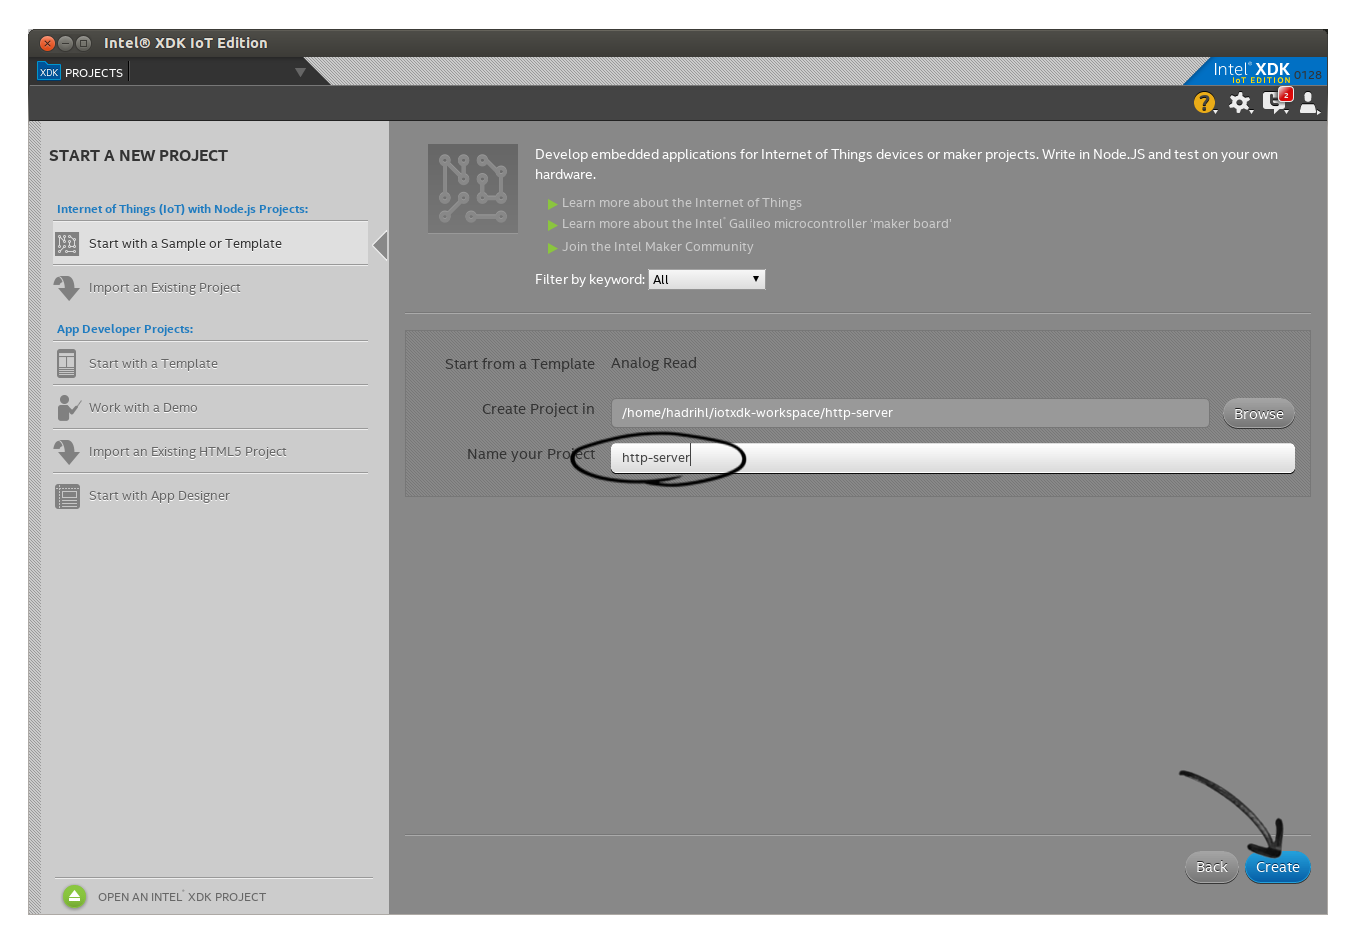 Intel® XDK IoT Edition
XDK PROJECTS
Intel® XDK
IoT EDITION 0128
? 2
START A NEW PROJECT
Internet of Things (IoT) with Node.js Projects:
Start with a Sample or Template
Import an Existing Project
App Developer Projects:
Start with a Template
Work with a Demo
Import an Existing HTML5 Project
Start with App Designer
OPEN AN INTEL® XDK PROJECT
Develop embedded applications for Internet of Things devices or maker projects. Write in Node.JS and test on your own
hardware.
Learn more about the Internet of Things
Learn more about the Intel® Galileo microcontroller ‘maker board’
Join the Intel Maker Community
Filter by keyword: All
Start from a Template Analog Read
Create Project in /home/hadrihl/iotxdk-workspace/http-server Browse
Name your Project http-server
Back Create